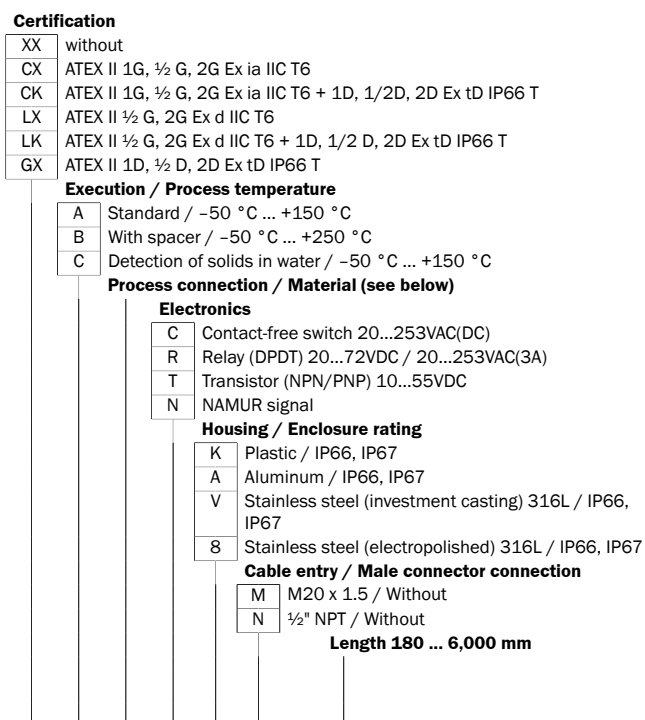 Certification
XX without
CX ATEX II 1G, ½ G, 2G Ex ia IIC T6
CK ATEX II 1G, ½ G, 2G Ex ia IIC T6 + 1D, 1/2D, 2D Ex tD IP66 T
LX ATEX II ½ G, 2G Ex d IIC T6
LK ATEX II ½ G, 2G Ex d IIC T6 + 1D, 1/2 D, 2D Ex tD IP66 T
GX ATEX II 1D, ½ D, 2D Ex tD IP66 T
Execution / Process temperature
A Standard / –50 °C ... +150 °C
B With spacer / –50 °C ... +250 °C
C Detection of solids in water / –50 °C ... +150 °C
Process connection / Material (see below)
Electronics
C Contact-free switch 20...253VAC(DC)
R Relay (DPDT) 20...72VDC / 20...253VAC(3A)
T Transistor (NPN/PNP) 10...55VDC
N NAMUR signal
Housing / Enclosure rating
K Plastic / IP66, IP67
A Aluminum / IP66, IP67
V Stainless steel (investment casting) 316L / IP66,
IP67
8 Stainless steel (electropolished) 316L / IP66, IP67
Cable entry / Male connector connection
M M20 x 1.5 / Without
N ½" NPT / Without
Length 180 ... 6,000 mm